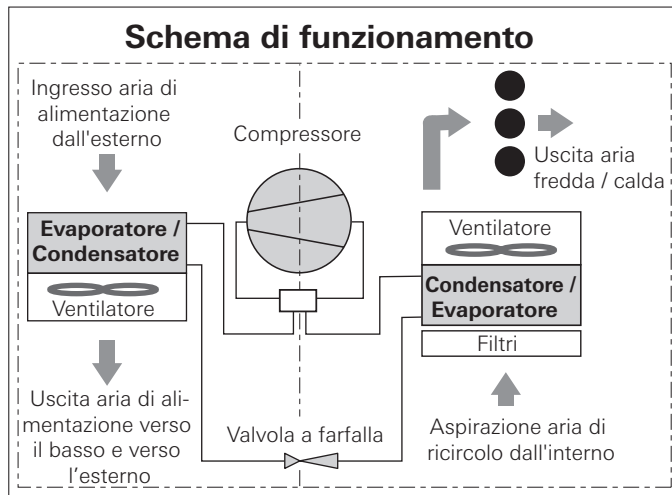 Schema di funzionamento
Ingresso aria di
alimentazione
dall'esterno
Evaporatore /
Condensatore
Ventilatore
Uscita aria di ali-
mentazione verso
il basso e verso
l'esterno
Compressore
Valvola a farfalla
Uscita aria
fredda / calda
Ventilatore
Condensatore /
Evaporatore
Filtri
Aspirazione aria di
ricircolo dall'interno